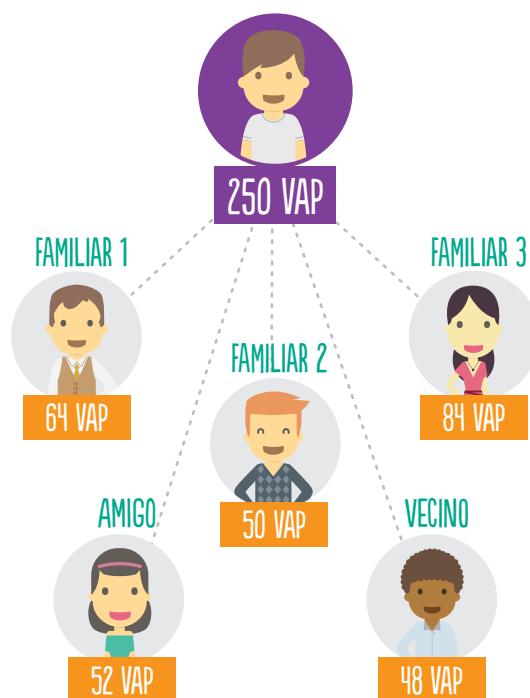 250 VAP
FAMILIAR 1
64 VAP
FAMILIAR 2
50 VAP
FAMILIAR 3
84 VAP
AMIGO
52 VAP
VECINO
48 VAP